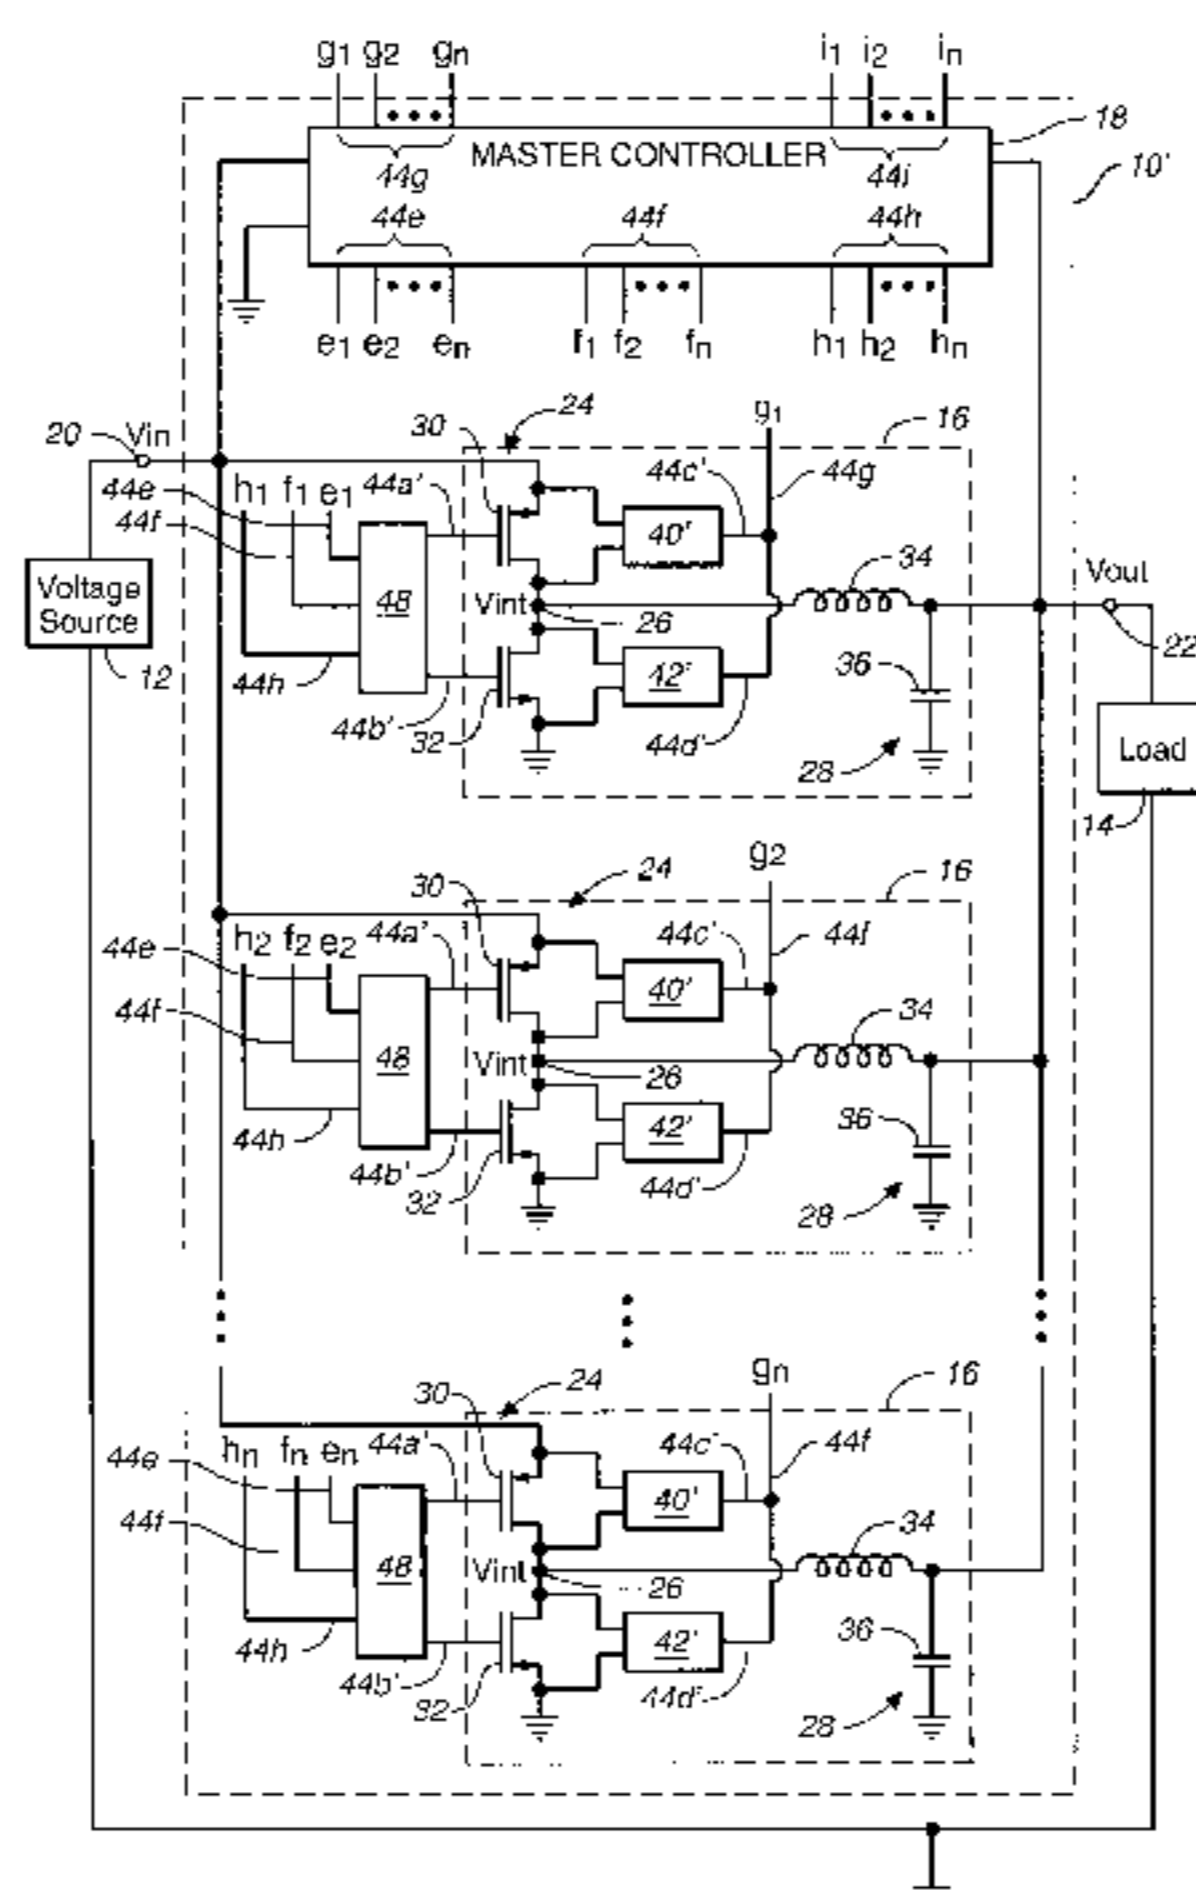 g1 g2 gn i1 i2 in
18
MASTER CONTROLLER
44g 44i
10'
44e 44f 44h
e1 e2 en f1 f2 fn h1 h2 hn
20 Vin
30 24 g1 16
44e h1 f1 e1 44a' 44c' 44g
44f 40'
Voltage
Source
48 Vint 26 34 Vout
12 22
44h 42' 36
44b' 32 44d' 28
Load
14
30 24 g2 16
44e h2 f2 e2 44a' 44c' 44f
44f 40' 34
48 Vint 26
44h 42' 36
44b' 32 44d' 28
30 24 gn 16
44e hn fn en 44a' 44c' 44f
44f 40' 34
48 Vint 26
44h 42' 36
44b' 32 44d' 28